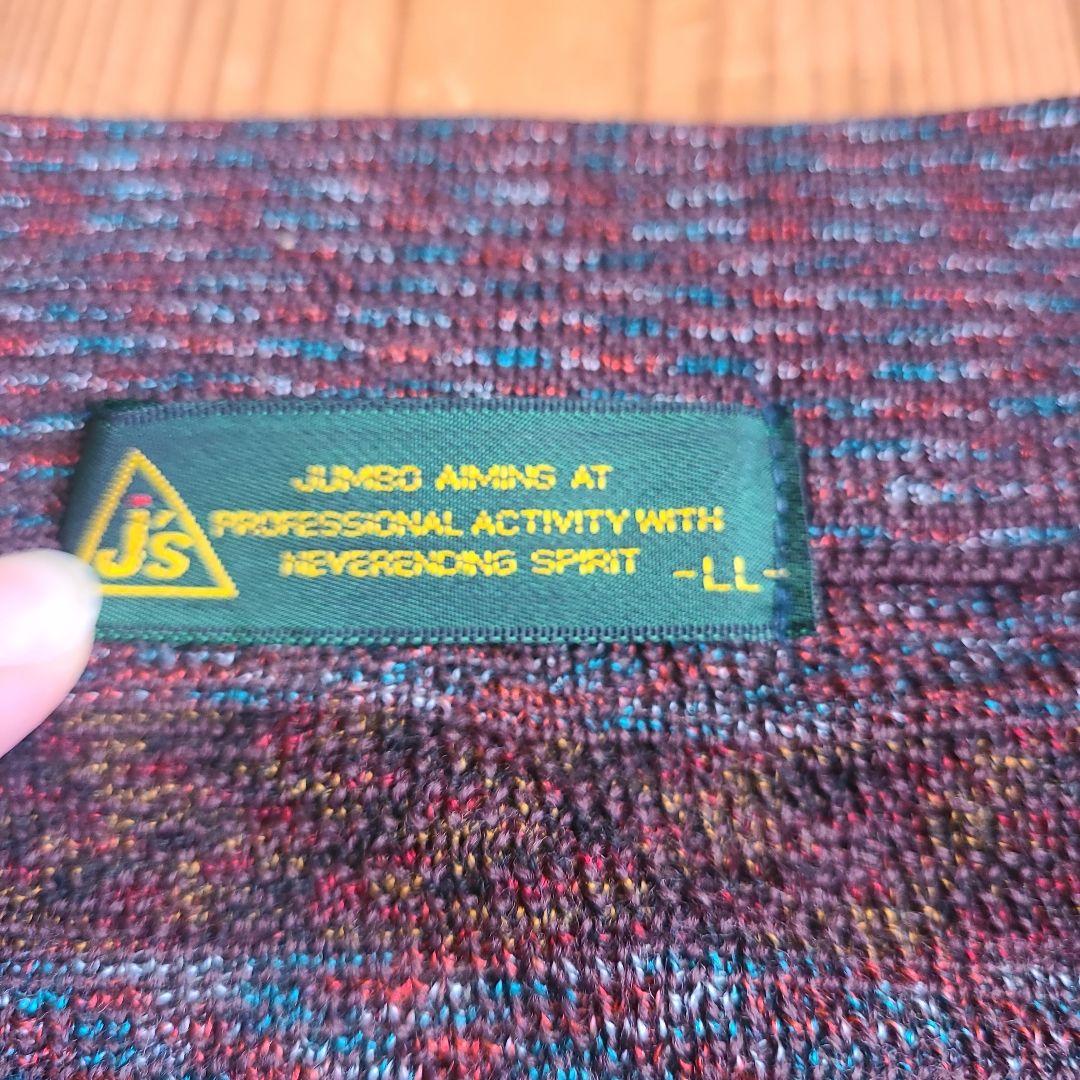 J's
JUMBO AIMING AT
PROFESSIONAL ACTIVITY WITH
NEVERENDING SPIRIT
-LL-